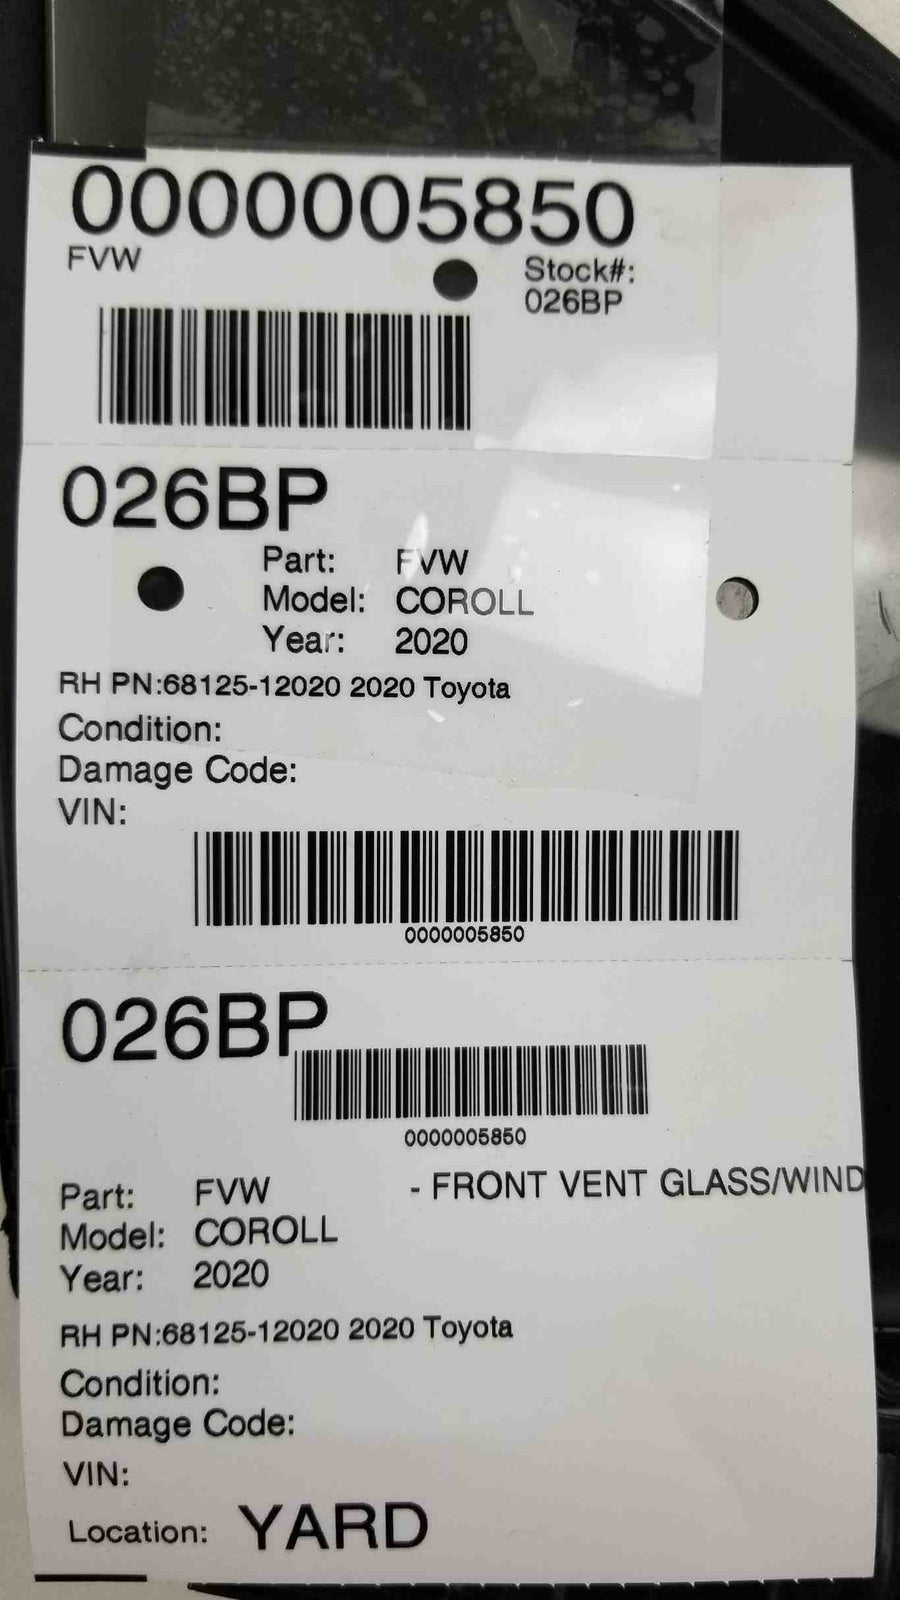 0000005850
FVW
Stock#:
026BP
026BP
Part: FVW
Model: COROLL
Year: 2020
RH PN:68125-12020 2020 Toyota
Condition:
Damage Code:
VIN:
0000005850
026BP
0000005850
Part: FVW - FRONT VENT GLASS/WIND
Model: COROLL
Year: 2020
RH PN:68125-12020 2020 Toyota
Condition:
Damage Code:
VIN:
Location: YARD